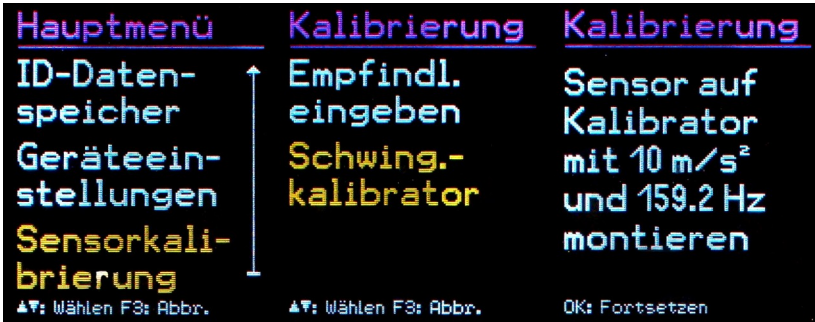 Hauptmenü
ID-Daten-
speicher
Geräteein-
stellungen
Sensorkali-
brierung
▲▼: Wählen F3: Abbr.
Kalibrierung
Empfindl.
eingeben
Schwing.-
kalibrator
▲▼: Wählen F3: Abbr.
Kalibrierung
Sensor auf
Kalibrator
mit 10 m/s²
und 159.2 Hz
montieren
OK: Fortsetzen